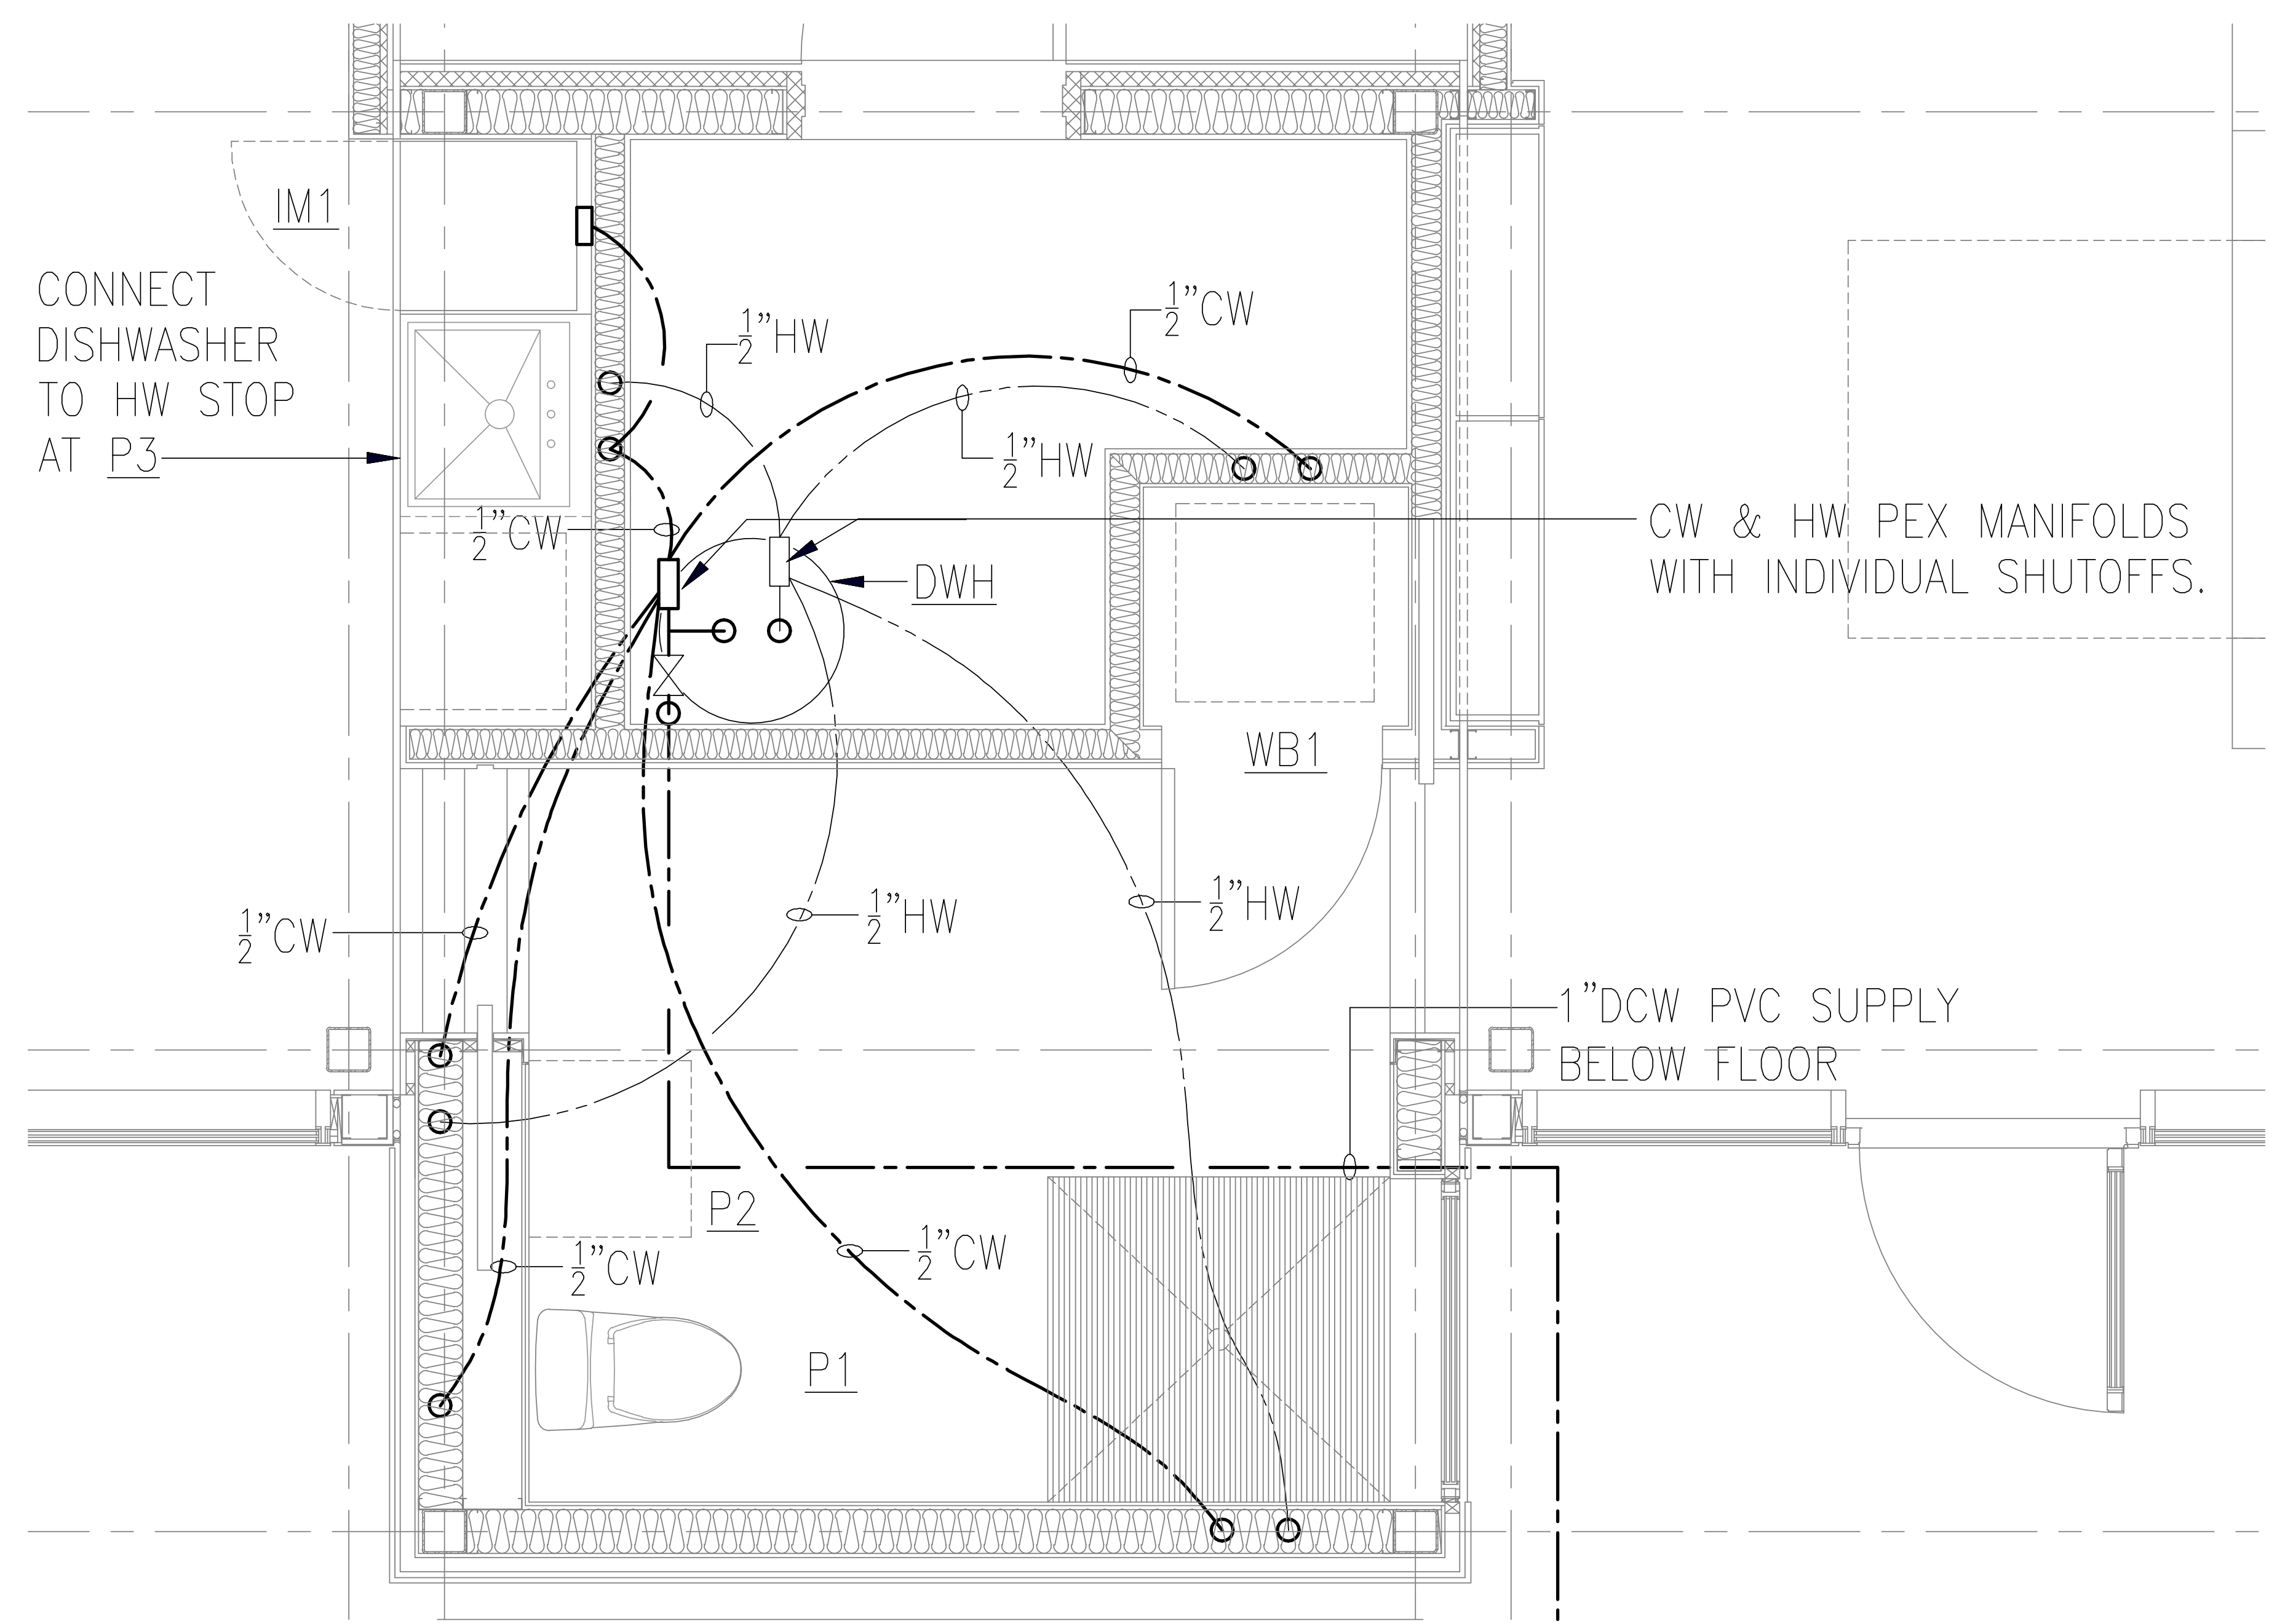 IM1
CONNECT
DISHWASHER
TO HW STOP
AT P3
1/2"HW
1/2"CW
1/2"HW
1/2"CW
CW & HW PEX MANIFOLDS
WITH INDIVIDUAL SHUTOFFS.
DWH
WB1
1/2"CW
1/2"HW
1/2"HW
1"DCW PVC SUPPLY
BELOW FLOOR
P2
1/2"CW
1/2"CW
P1